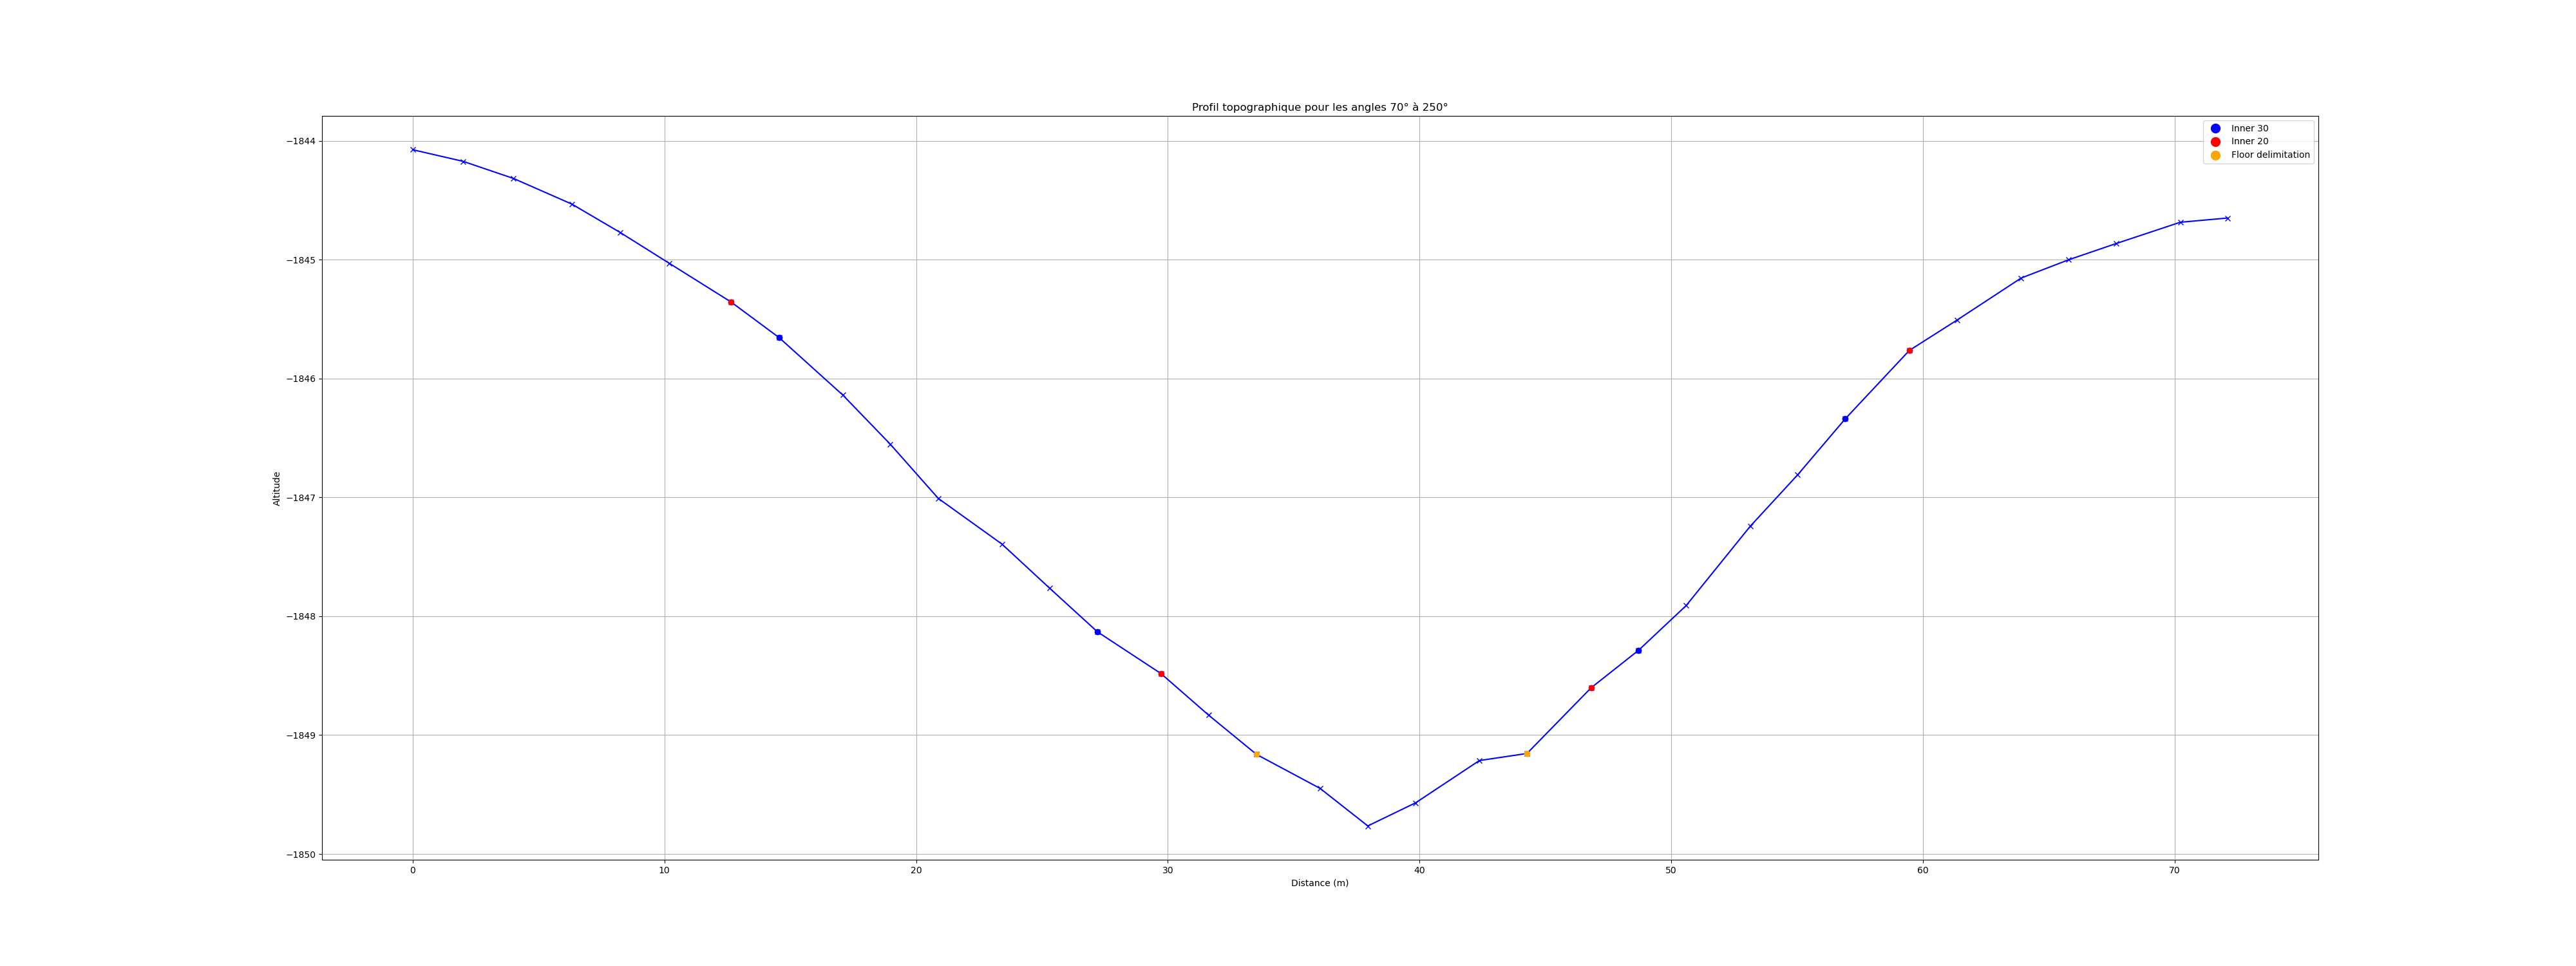 Profil topographique pour les angles 70° à 250°
Inner 30
Inner 20
Floor delimitation
Altitude
−1844
−1845
−1846
−1847
−1848
−1849
−1850
0 10 20 30 40 50 60 70
Distance (m)